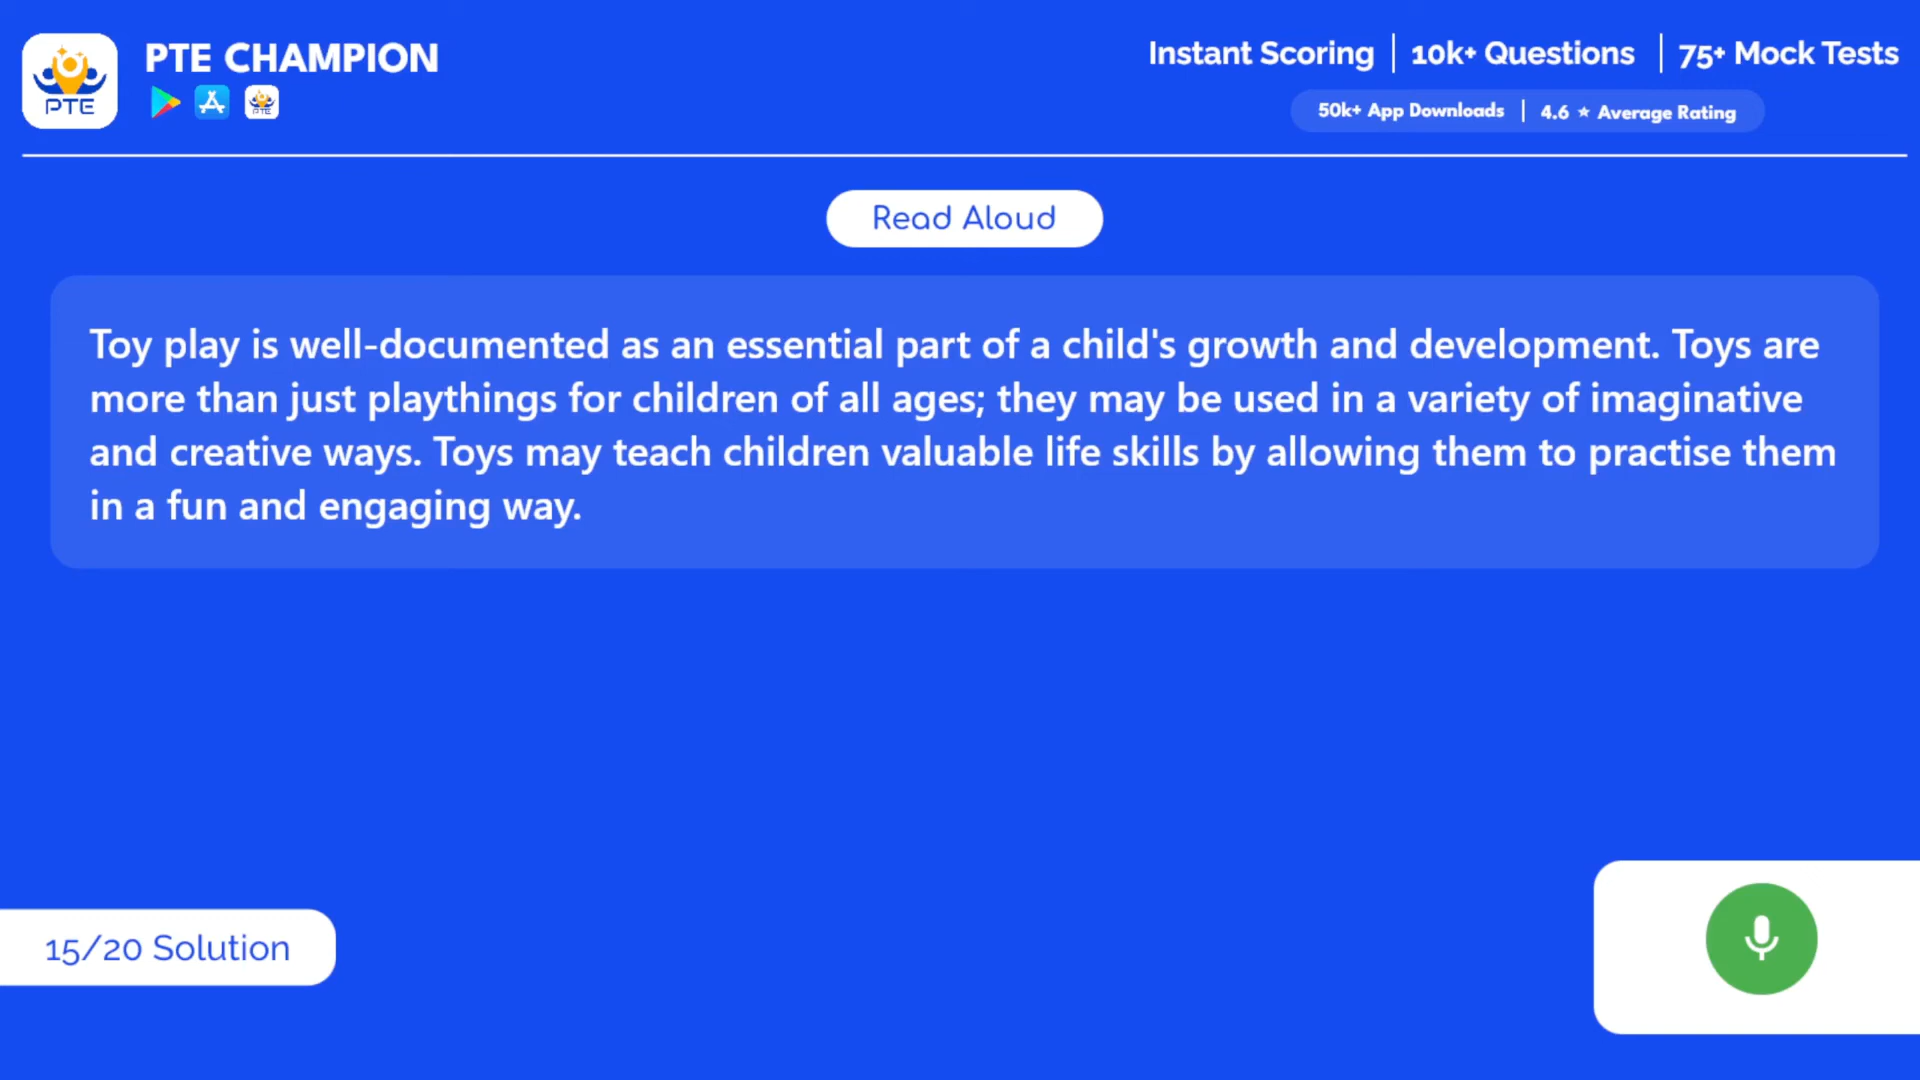 PTE CHAMPION
PTE
PTE
Instant Scoring | 10k+ Questions | 75+ Mock Tests
50k+ App Downloads | 4.6 ★ Average Rating
Read Aloud
Toy play is well-documented as an essential part of a child's growth and development. Toys are
more than just playthings for children of all ages; they may be used in a variety of imaginative
and creative ways. Toys may teach children valuable life skills by allowing them to practise them
in a fun and engaging way.
15/20 Solution